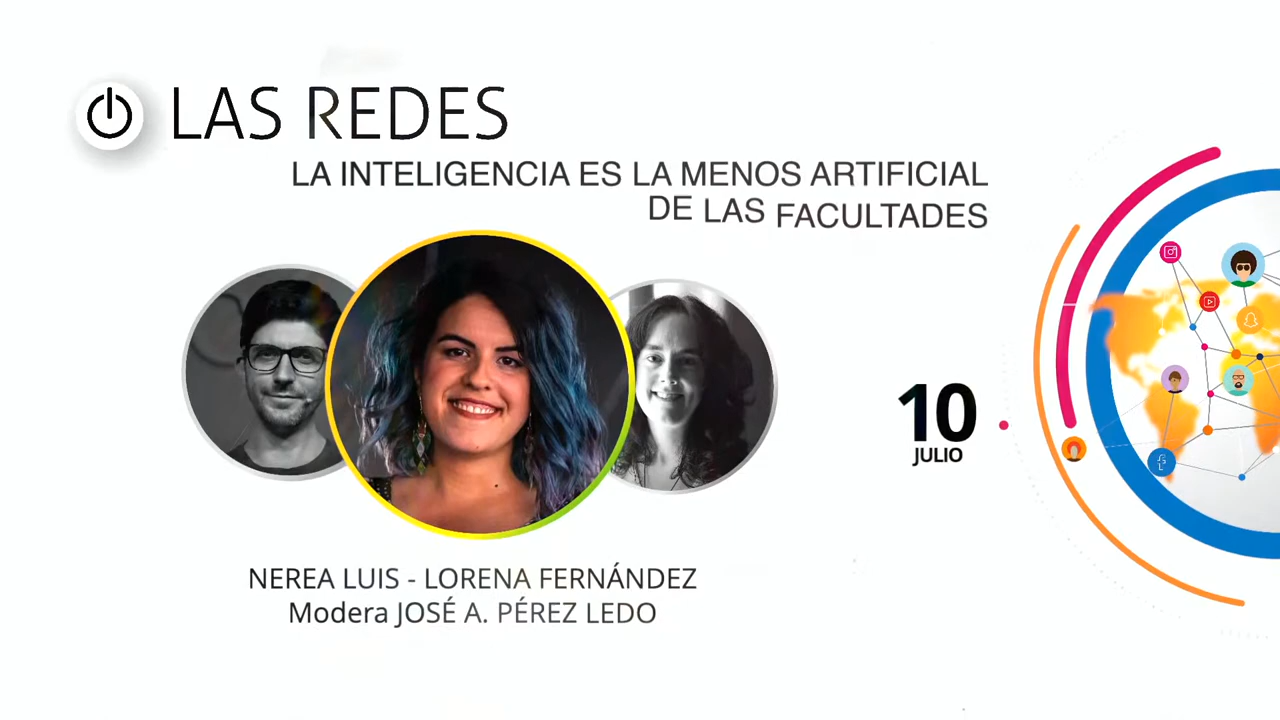 LAS REDES
LA INTELIGENCIA ES LA MENOS ARTIFICIAL
DE LAS FACULTADES
10
JULIO
NEREA LUIS - LORENA FERNÁNDEZ
Modera JOSÉ A. PÉREZ LEDO